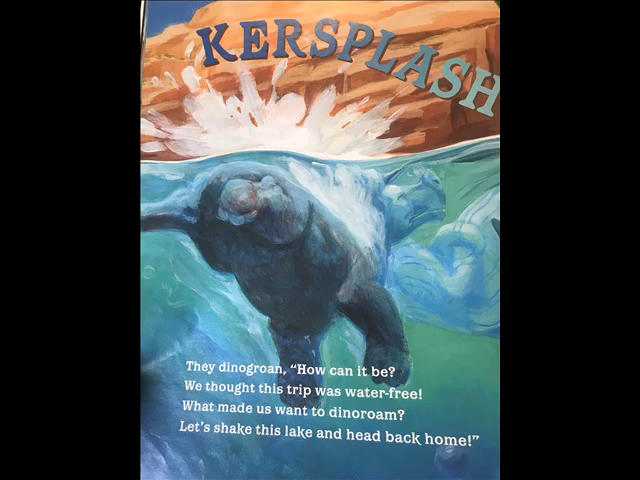 KERSPLASH
They dinogroan, “How can it be?
We thought this trip was water-free!
What made us want to dinoroam?
Let’s shake this lake and head back home!”